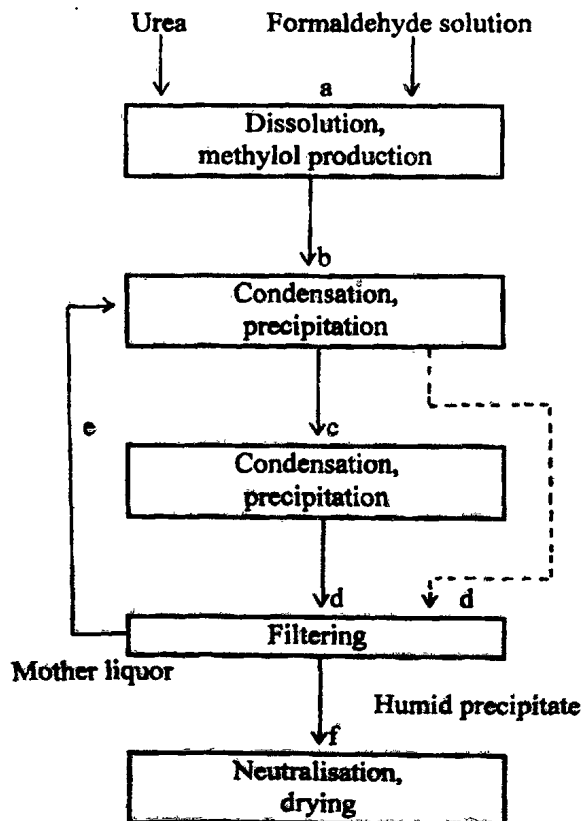 Urea
Formaldehyde solution
a
Dissolution,
methylol production
b
Condensation,
precipitation
e
c
Condensation,
precipitation
d
d
Filtering
Mother liquor
Humid precipitate
f
Neutralisation,
drying